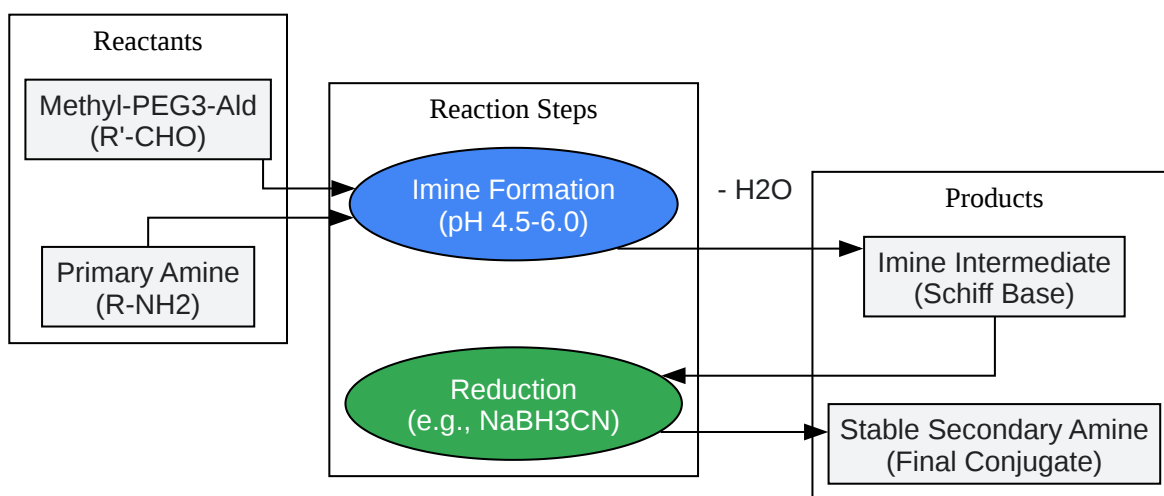 Reactants
Methyl-PEG3-Ald
(R'-CHO)
Primary Amine
(R-NH2)
Reaction Steps
Imine Formation
(pH 4.5-6.0)
Reduction
(e.g., NaBH3CN)
- H2O
Products
Imine Intermediate
(Schiff Base)
Stable Secondary Amine
(Final Conjugate)